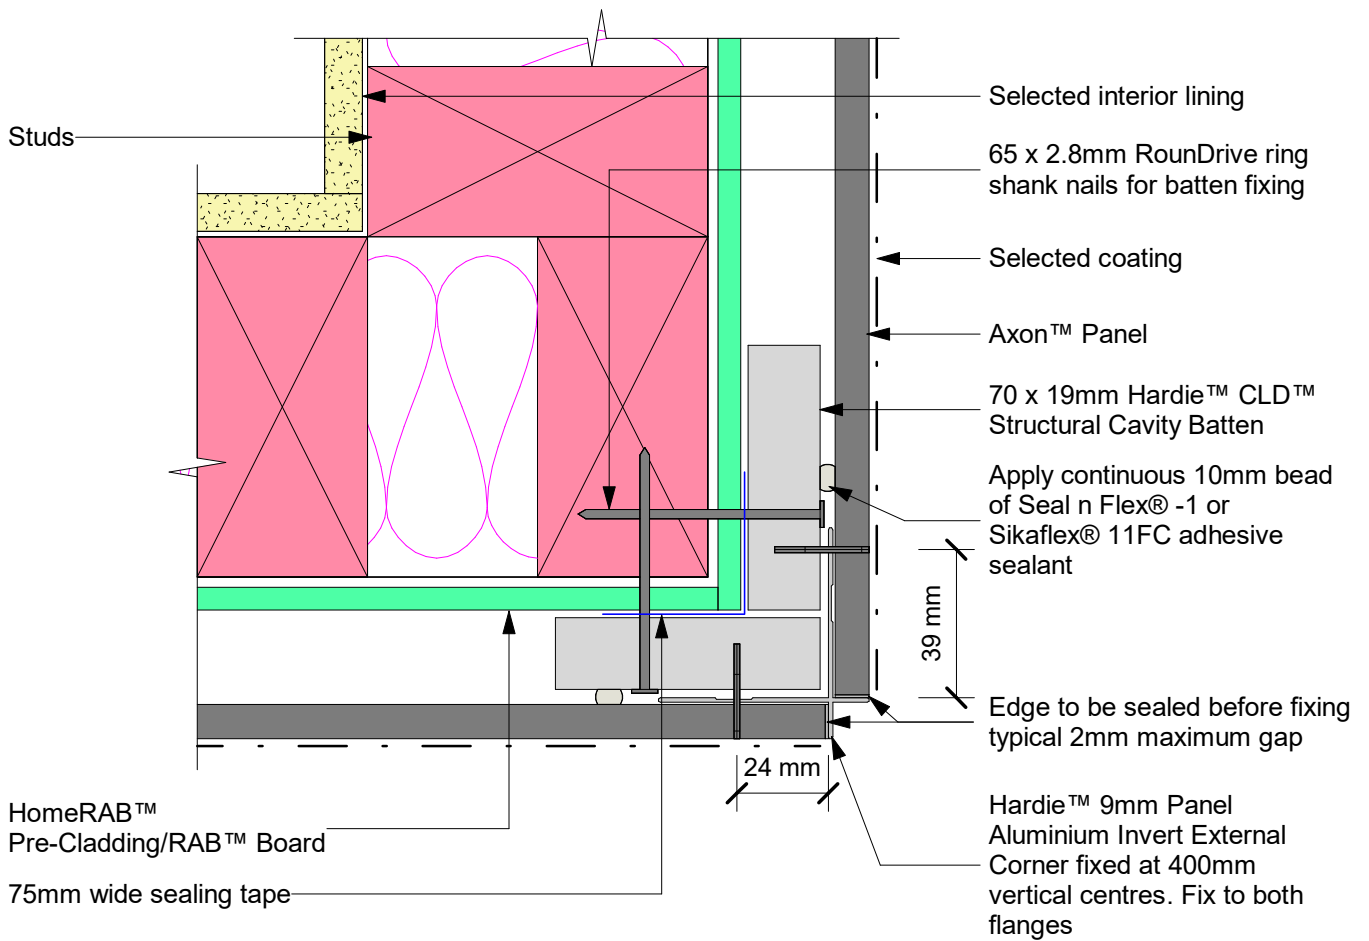 Studs
Selected interior lining
65 x 2.8mm RounDrive ring
shank nails for batten fixing
Selected coating
Axon™ Panel
70 x 19mm Hardie™ CLD™
Structural Cavity Batten
Apply continuous 10mm bead
of Seal n Flex® -1 or
Sikaflex® 11FC adhesive
sealant
39 mm
Edge to be sealed before fixing
typical 2mm maximum gap
24 mm
Hardie™ 9mm Panel
Aluminium Invert External
Corner fixed at 400mm
vertical centres. Fix to both
flanges
HomeRAB™
Pre-Cladding/RAB™ Board
75mm wide sealing tape